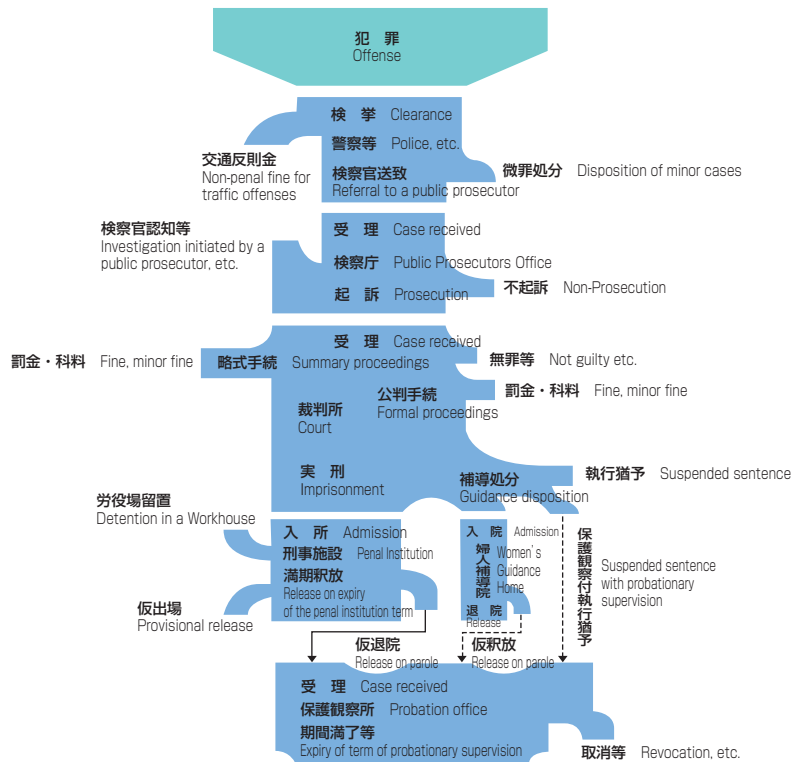 犯 罪
Offense
検 挙 Clearance
警察等 Police, etc.
交通反則金
Non-penal fine for
traffic offenses
検察官送致
Referral to a public prosecutor
微罪処分 Disposition of minor cases
検察官認知等
Investigation initiated by a
public prosecutor, etc.
受 理 Case received
検察庁 Public Prosecutors Office
起 訴 Prosecution
不起訴 Non-Prosecution
受 理 Case received
罰金・科料 Fine, minor fine
略式手続 Summary proceedings
無罪等 Not guilty etc.
公判手続
Formal proceedings
罰金・科料 Fine, minor fine
裁判所
Court
実 刑
Imprisonment
補導処分
Guidance disposition
執行猶予 Suspended sentence
労役場留置
Detention in a Workhouse
入 所 Admission
刑事施設 Penal Institution
満期釈放
Release on expiry
of the penal institution term
仮出場
Provisional release
入 院 Admission
婦人補導院
Women's
Guidance
Home
退 院
Release
保護観察付執行猶予
Suspended sentence
with probationary
supervision
仮退院
Release on parole
仮釈放
Release on parole
受 理 Case received
保護観察所 Probation office
期間満了等
Expiry of term of probationary supervision
取消等 Revocation, etc.